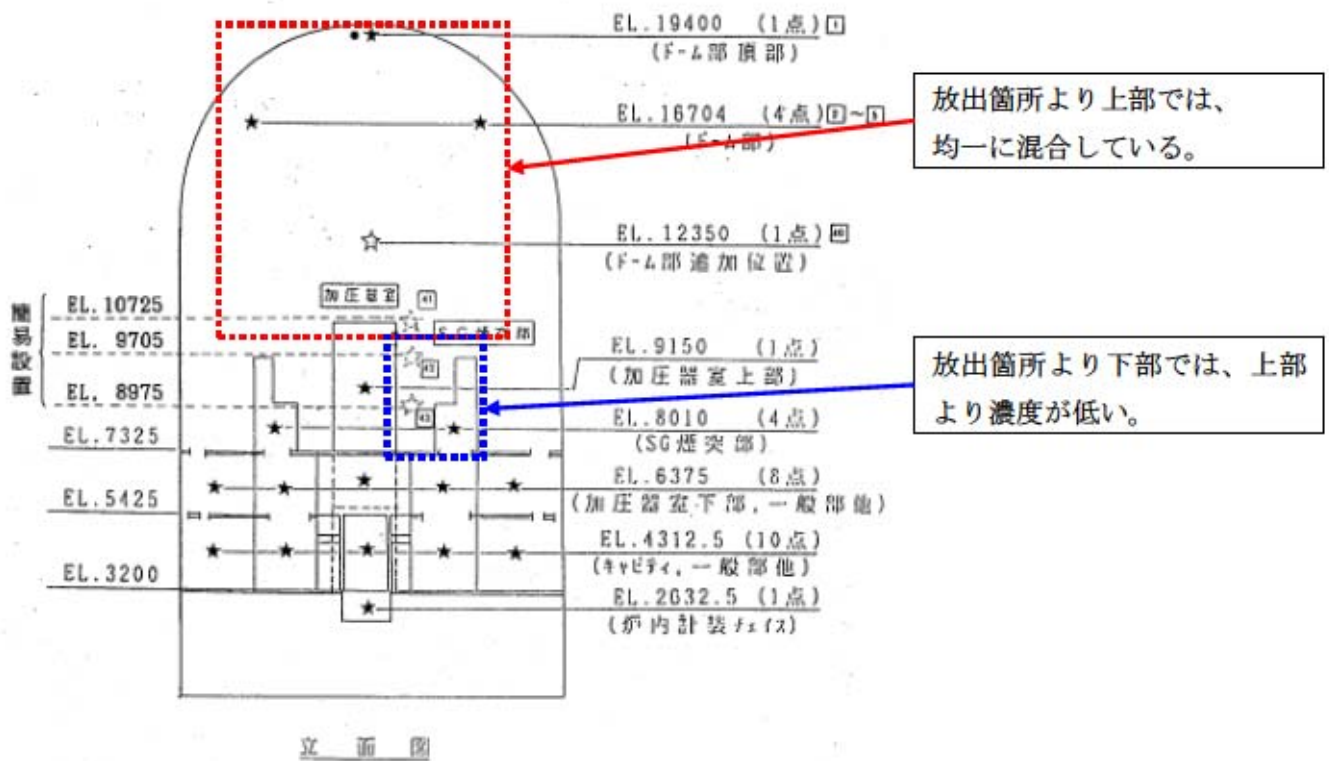 EL.19400 (1点) 1
(ドーム部頂部)
放出箇所より上部では、
均一に混合している。
EL.16704 (4点) 2～5
(ドーム部)
EL.12350 (1点)
(ドーム部追加位置)
加圧器室
41
簡易設置
EL.10725
SG煙突部
EL. 9705
42
EL. 8975
43
EL.9150 (1点)
(加圧器室上部)
放出箇所より下部では、上部
より濃度が低い。
EL.8010 (4点)
(SG煙突部)
EL.7325
EL.6375 (8点)
(加圧器室下部,一般部他)
EL.5425
EL.4312.5 (10点)
(キャビティ,一般部他)
EL.3200
EL.2632.5 (1点)
(炉内計装チェイス)
立面図